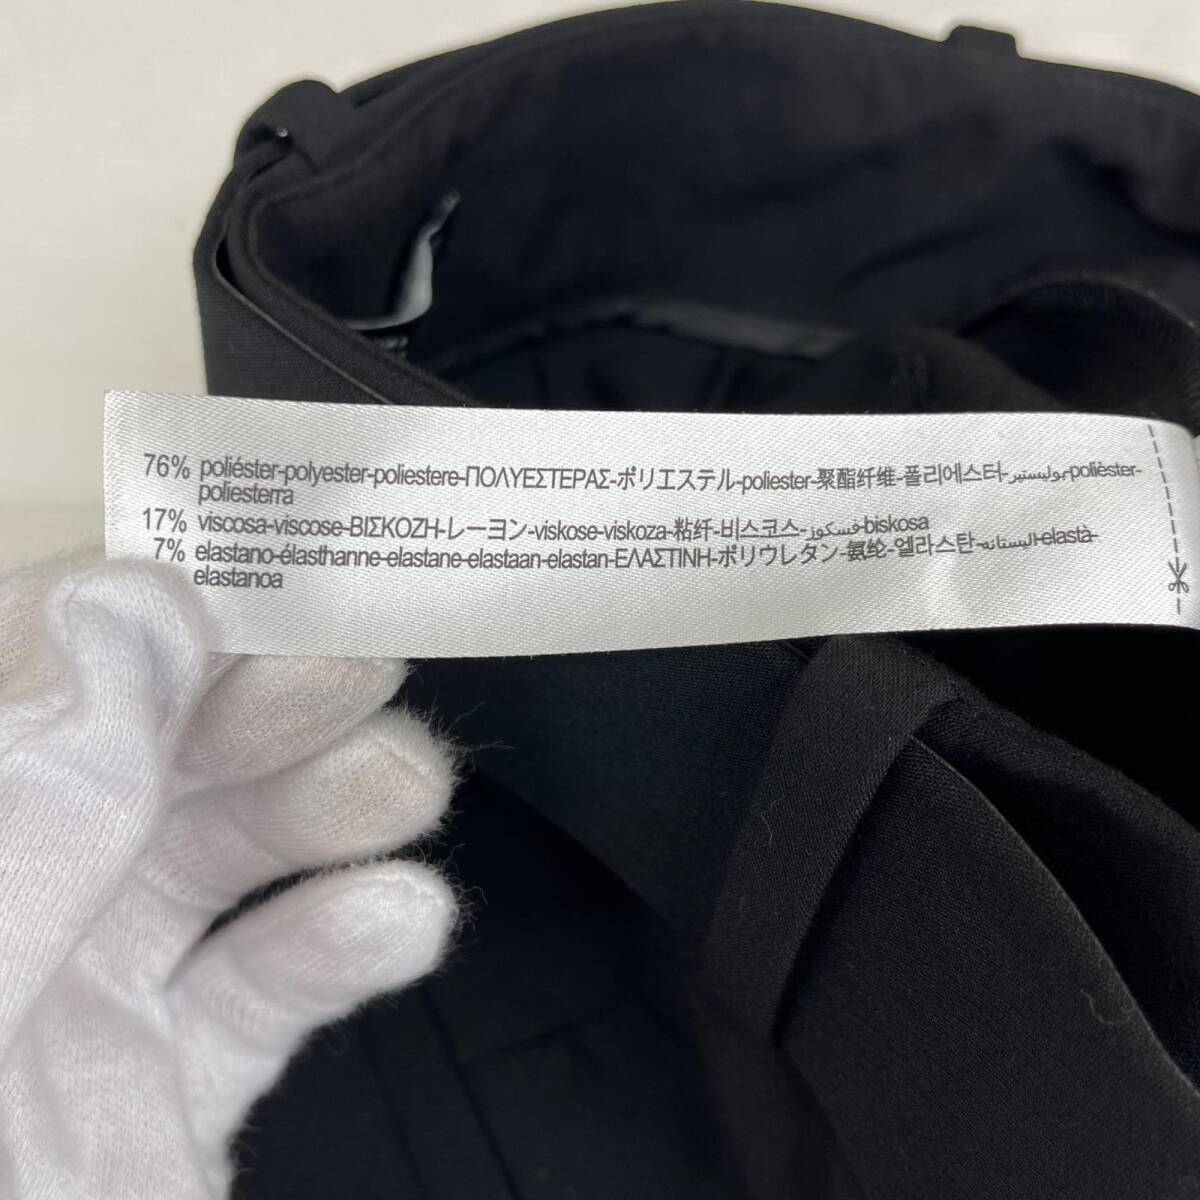 76% poliéster-polyester-poliestere-ΠΟΛΥΕΣΤΕΡΑΣ-ポリエステル-poliester-聚酯纤维-폴리에스터-بوليستير-polièster-
poliesterra
17% viscosa-viscose-ΒΙΣΚΟΖΗ-レーヨン-viskose-viskoza-粘纤-비스코스-فسكوز-biskosa
7% elastano-élasthanne-elastane-elastaan-elastan-ΕΛΑΣΤΙΝΗ-ポリウレタン-氨纶-엘라스탄-اليستانه-elastà-
elastanoa